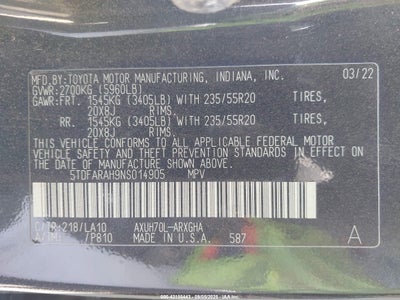 MFD.BY:TOYOTA MOTOR MANUFACTURING, INDIANA, INC.
03/22
GVWR:2700KG (5960LB)
GAWR:FRT. 1545KG (3405LB) WITH 235/55R20 TIRES,
20X8J RIMS.
RR. 1545KG (3405LB) WITH 235/55R20 TIRES,
20X8J RIMS.
THIS VEHICLE CONFORMS TO ALL APPLICABLE FEDERAL MOTOR
VEHICLE SAFETY AND THEFT PREVENTION STANDARDS IN EFFECT ON
THE DATE OF MANUFACTURE SHOWN ABOVE.
5TDFARAH9NS014905 MPV
C/TR:218/LA10 AXUH70L-ARXGHA
/P810 U.S.A. 587 A